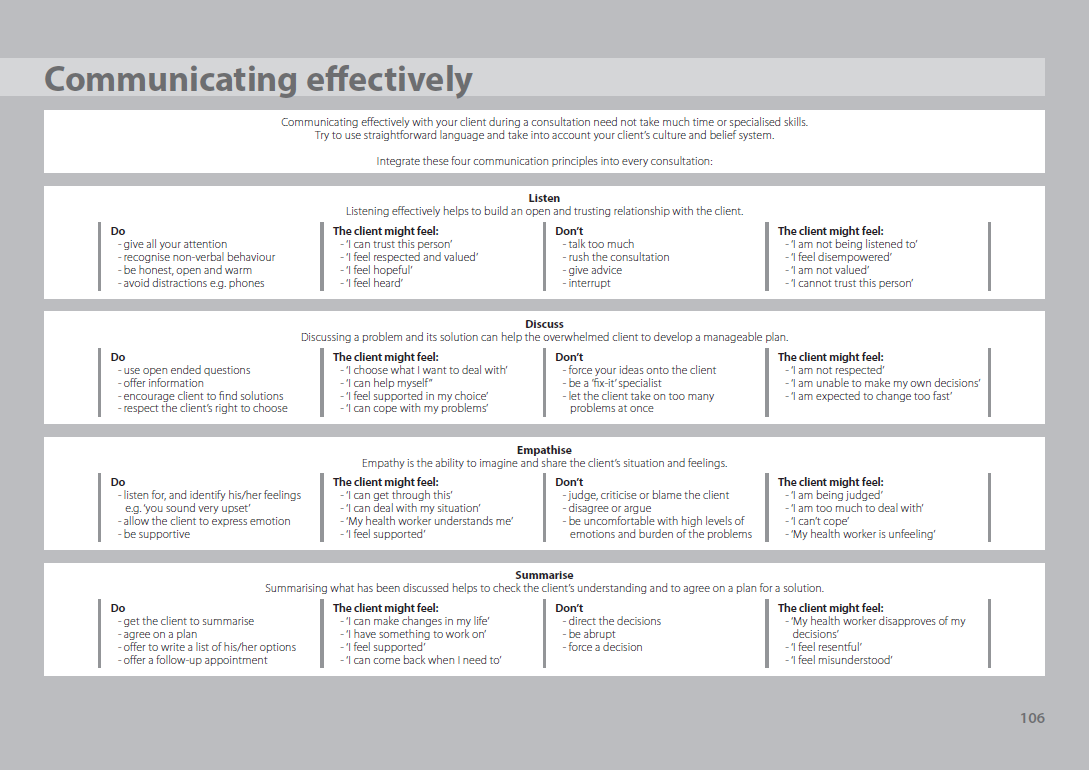 Communicating effectively
Communicating effectively with your client during a consultation need not take much time or specialised skills.
Try to use straightforward language and take into account your client's culture and belief system.
Integrate these four communication principles into every consultation:
Listen
Listening effectively helps to build an open and trusting relationship with the client.
Do
- give all your attention
- recognise non-verbal behaviour
- be honest, open and warm
- avoid distractions e.g. phones
The client might feel:
- 'I can trust this person'
- 'I feel respected and valued'
- 'I feel hopeful'
- 'I feel heard'
Don't
- talk too much
- rush the consultation
- give advice
- interrupt
The client might feel:
- 'I am not being listened to'
- 'I feel disempowered'
- 'I am not valued'
- 'I cannot trust this person'
Discuss
Discussing a problem and its solution can help the overwhelmed client to develop a manageable plan.
Do
- use open ended questions
- offer information
- encourage client to find solutions
- respect the client's right to choose
The client might feel:
- 'I choose what I want to deal with'
- 'I can help myself"
- 'I feel supported in my choice'
- 'I can cope with my problems'
Don't
- force your ideas onto the client
- be a 'fix-it' specialist
- let the client take on too many
problems at once
The client might feel:
- 'I am not respected'
- 'I am unable to make my own decisions'
- 'I am expected to change too fast'
Empathise
Empathy is the ability to imagine and share the client's situation and feelings.
Do
- listen for, and identify his/her feelings
e.g. 'you sound very upset'
- allow the client to express emotion
- be supportive
The client might feel:
- 'I can get through this'
- 'I can deal with my situation'
- 'My health worker understands me'
- 'I feel supported'
Don't
- judge, criticise or blame the client
- disagree or argue
- be uncomfortable with high levels of
emotions and burden of the problems
The client might feel:
- 'I am being judged'
- 'I am too much to deal with'
- 'I can't cope'
- 'My health worker is unfeeling'
Summarise
Summarising what has been discussed helps to check the client's understanding and to agree on a plan for a solution.
Do
- get the client to summarise
- agree on a plan
- offer to write a list of his/her options
- offer a follow-up appointment
The client might feel:
- 'I can make changes in my life'
- 'I have something to work on'
- 'I feel supported'
- 'I can come back when I need to'
Don't
- direct the decisions
- be abrupt
- force a decision
The client might feel:
- 'My health worker disapproves of my
decisions'
- 'I feel resentful'
- 'I feel misunderstood'
106